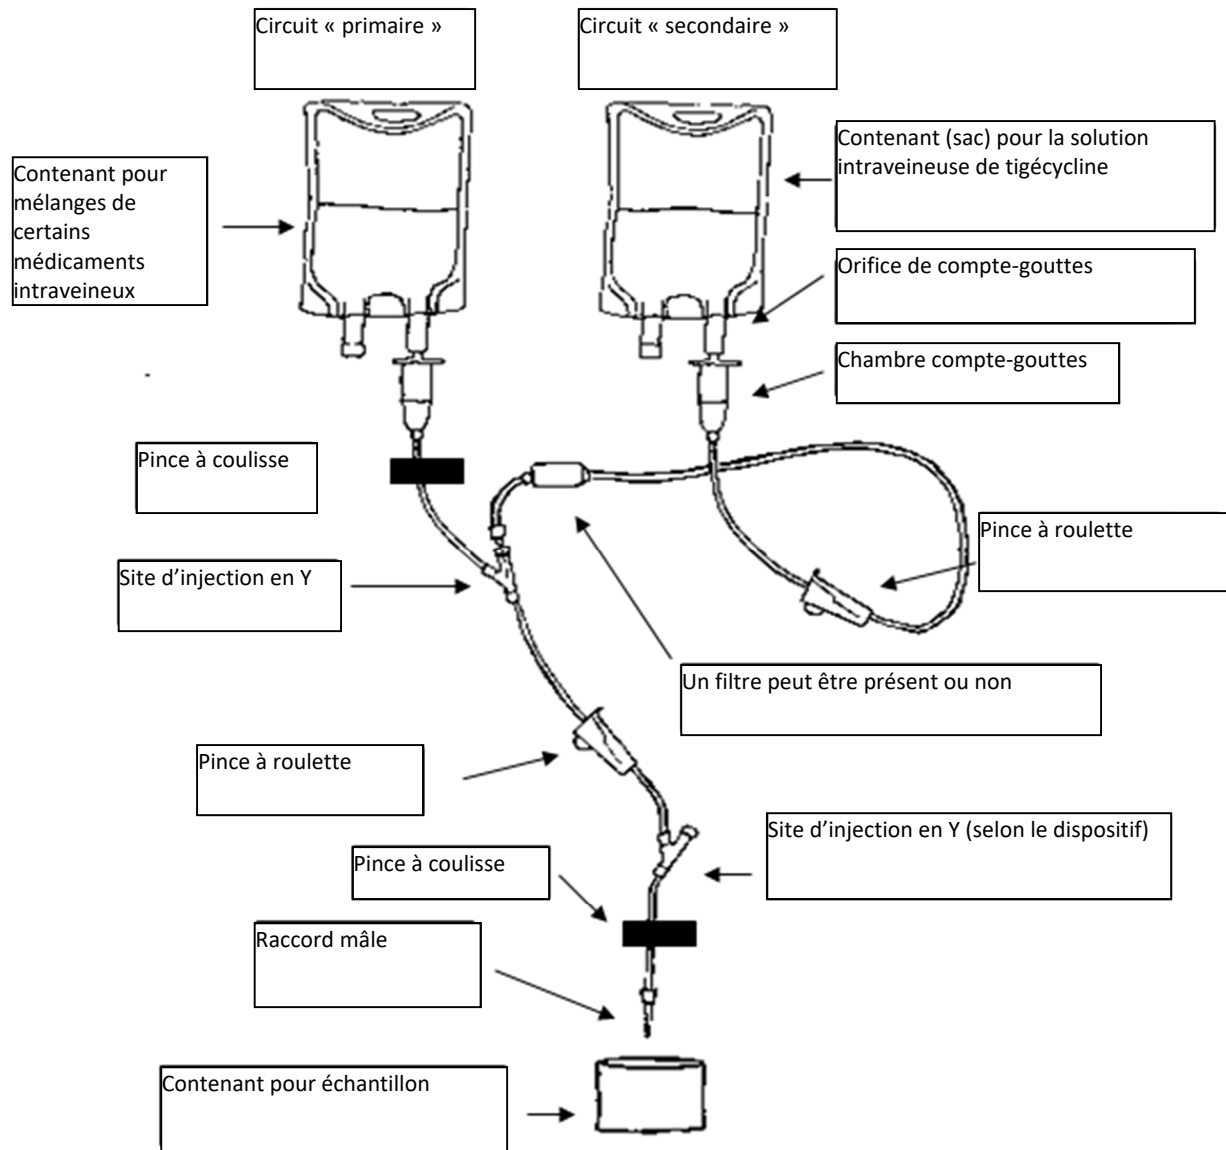 Circuit « primaire »
Circuit « secondaire »
Contenant (sac) pour la solution
intraveineuse de tigécycline
Contenant pour
mélanges de
certains
médicaments
intraveineux
Orifice de compte-gouttes
Chambre compte-gouttes
Pince à coulisse
Pince à roulette
Site d’injection en Y
Un filtre peut être présent ou non
Pince à roulette
Site d’injection en Y (selon le dispositif)
Pince à coulisse
Raccord mâle
Contenant pour échantillon